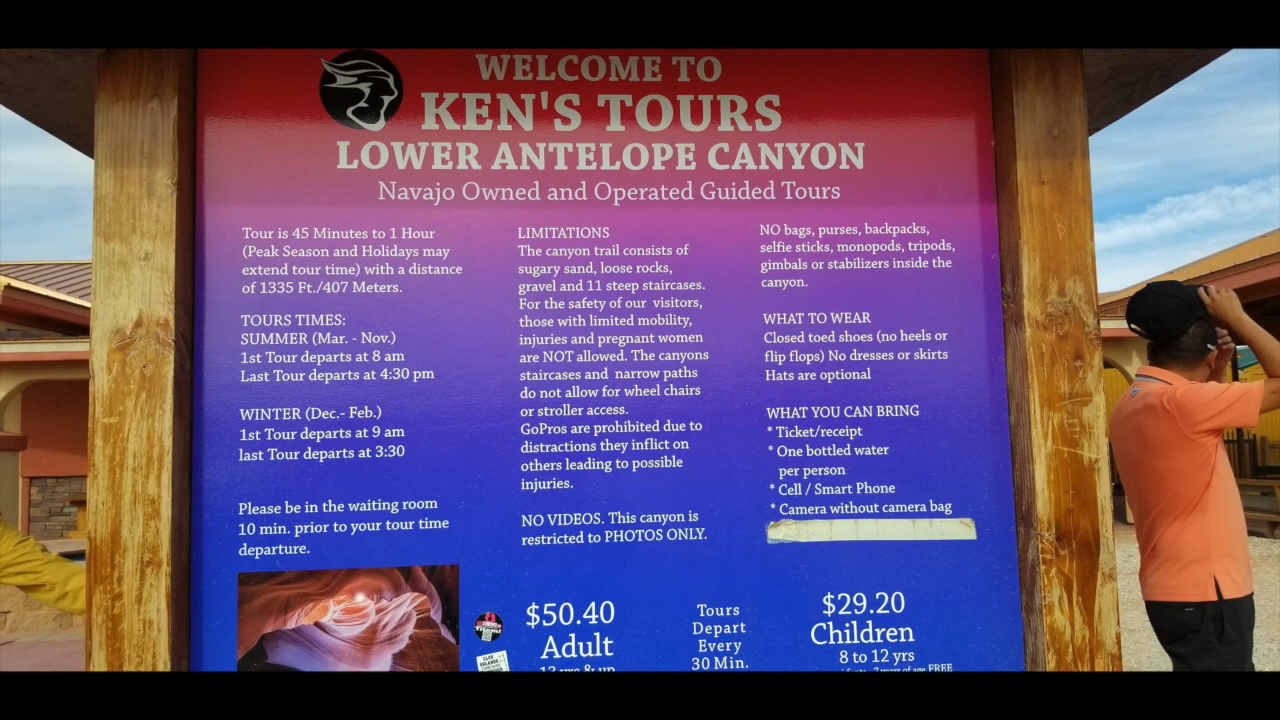 WELCOME TO
KEN'S TOURS
LOWER ANTELOPE CANYON
Navajo Owned and Operated Guided Tours
Tour is 45 Minutes to 1 Hour
(Peak Season and Holidays may
extend tour time) with a distance
of 1335 Ft./407 Meters.
TOURS TIMES:
SUMMER (Mar. - Nov.)
1st Tour departs at 8 am
Last Tour departs at 4:30 pm
WINTER (Dec.- Feb.)
1st Tour departs at 9 am
last Tour departs at 3:30
Please be in the waiting room
10 min. prior to your tour time
departure.
LIMITATIONS
The canyon trail consists of
sugary sand, loose rocks,
gravel and 11 steep staircases.
For the safety of our visitors,
those with limited mobility,
injuries and pregnant women
are NOT allowed. The canyons
staircases and narrow paths
do not allow for wheel chairs
or stroller access.
GoPros are prohibited due to
distractions they inflict on
others leading to possible
injuries.
NO VIDEOS. This canyon is
restricted to PHOTOS ONLY.
NO bags, purses, backpacks,
selfie sticks, monopods, tripods,
gimbals or stabilizers inside the
canyon.
WHAT TO WEAR
Closed toed shoes (no heels or
flip flops) No dresses or skirts
Hats are optional
WHAT YOU CAN BRING
* Ticket/receipt
* One bottled water
per person
* Cell / Smart Phone
* Camera without camera bag
$50.40
Adult
Tours
Depart
Every
30 Min.
$29.20
Children
8 to 12 yrs